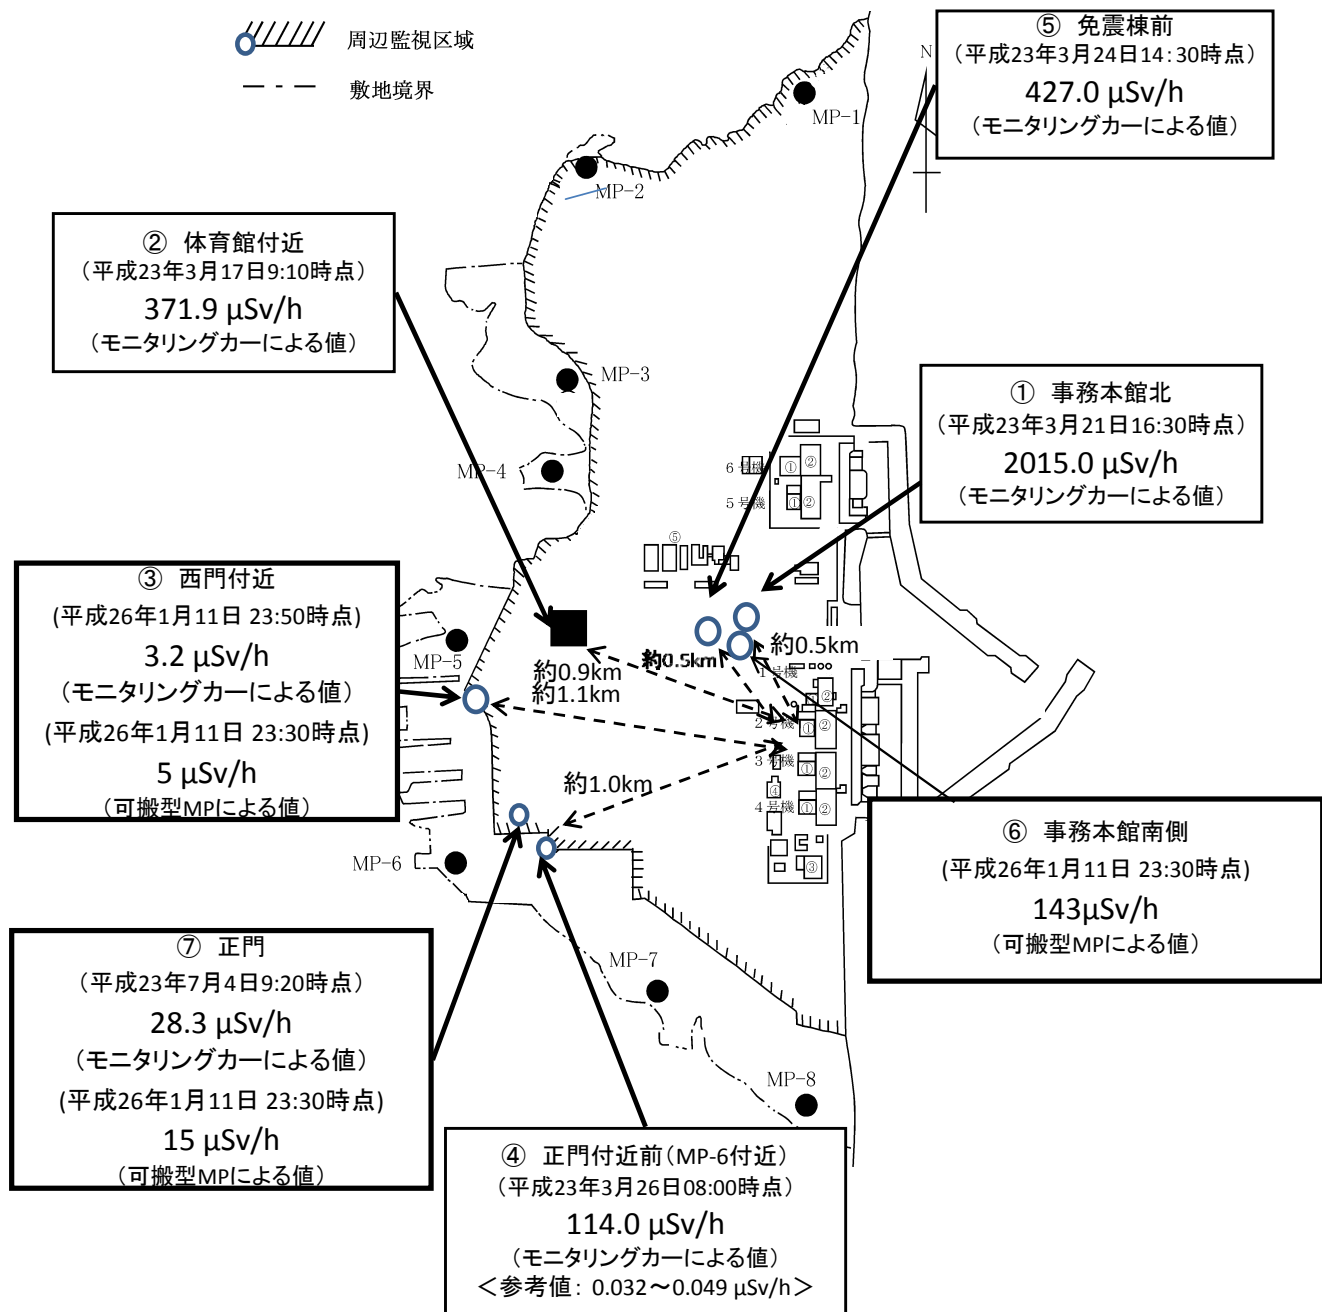 周辺監視区域
敷地境界
⑤ 免震棟前
(平成23年3月24日14:30時点)
427.0 μSv/h
(モニタリングカーによる値)
N
MP-1
MP-2
② 体育館付近
(平成23年3月17日9:10時点)
371.9 μSv/h
(モニタリングカーによる値)
MP-3
MP-4
① 事務本館北
(平成23年3月21日16:30時点)
2015.0 μSv/h
(モニタリングカーによる値)
6号機
①
②
5号機
①
②
⑤
③ 西門付近
(平成26年1月11日 23:50時点)
3.2 μSv/h
(モニタリングカーによる値)
(平成26年1月11日 23:30時点)
5 μSv/h
(可搬型MPによる値)
MP-5
約0.9km
約1.1km
約0.5km
約0.5km
1号機
②
2号機
①
②
3号機
①
②
④
4号機
①
②
③
約1.0km
MP-6
⑥ 事務本館南側
(平成26年1月11日 23:30時点)
143μSv/h
(可搬型MPによる値)
⑦ 正門
(平成23年7月4日9:20時点)
28.3 μSv/h
(モニタリングカーによる値)
(平成26年1月11日 23:30時点)
15 μSv/h
(可搬型MPによる値)
MP-7
MP-8
④ 正門付近前(MP-6付近)
(平成23年3月26日08:00時点)
114.0 μSv/h
(モニタリングカーによる値)
<参考値: 0.032～0.049 μSv/h>